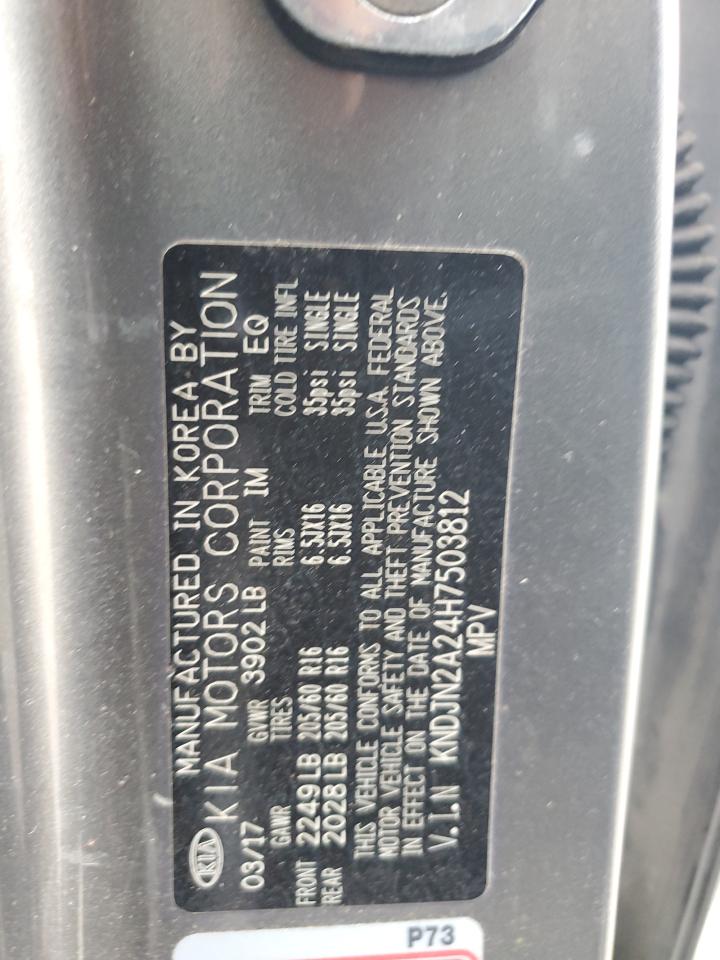 MANUFACTURED IN KOREA BY
KIA KIA MOTORS CORPORATION
03/17 GVWR 3902LB PAINT IM TRIM EQ
GAWR TIRES RIMS COLD TIRE INFL
FRONT 2249LB 205/60 R16 6.5JX16 35psi SINGLE
REAR 2028LB 205/60 R16 6.5JX16 35psi SINGLE
THIS VEHICLE CONFORMS TO ALL APPLICABLE U.S.A. FEDERAL
MOTOR VEHICLE SAFETY AND THEFT PREVENTION STANDARDS
IN EFFECT ON THE DATE OF MANUFACTURE SHOWN ABOVE.
V.I.N KNDJN2A24H7503812
MPV
P73